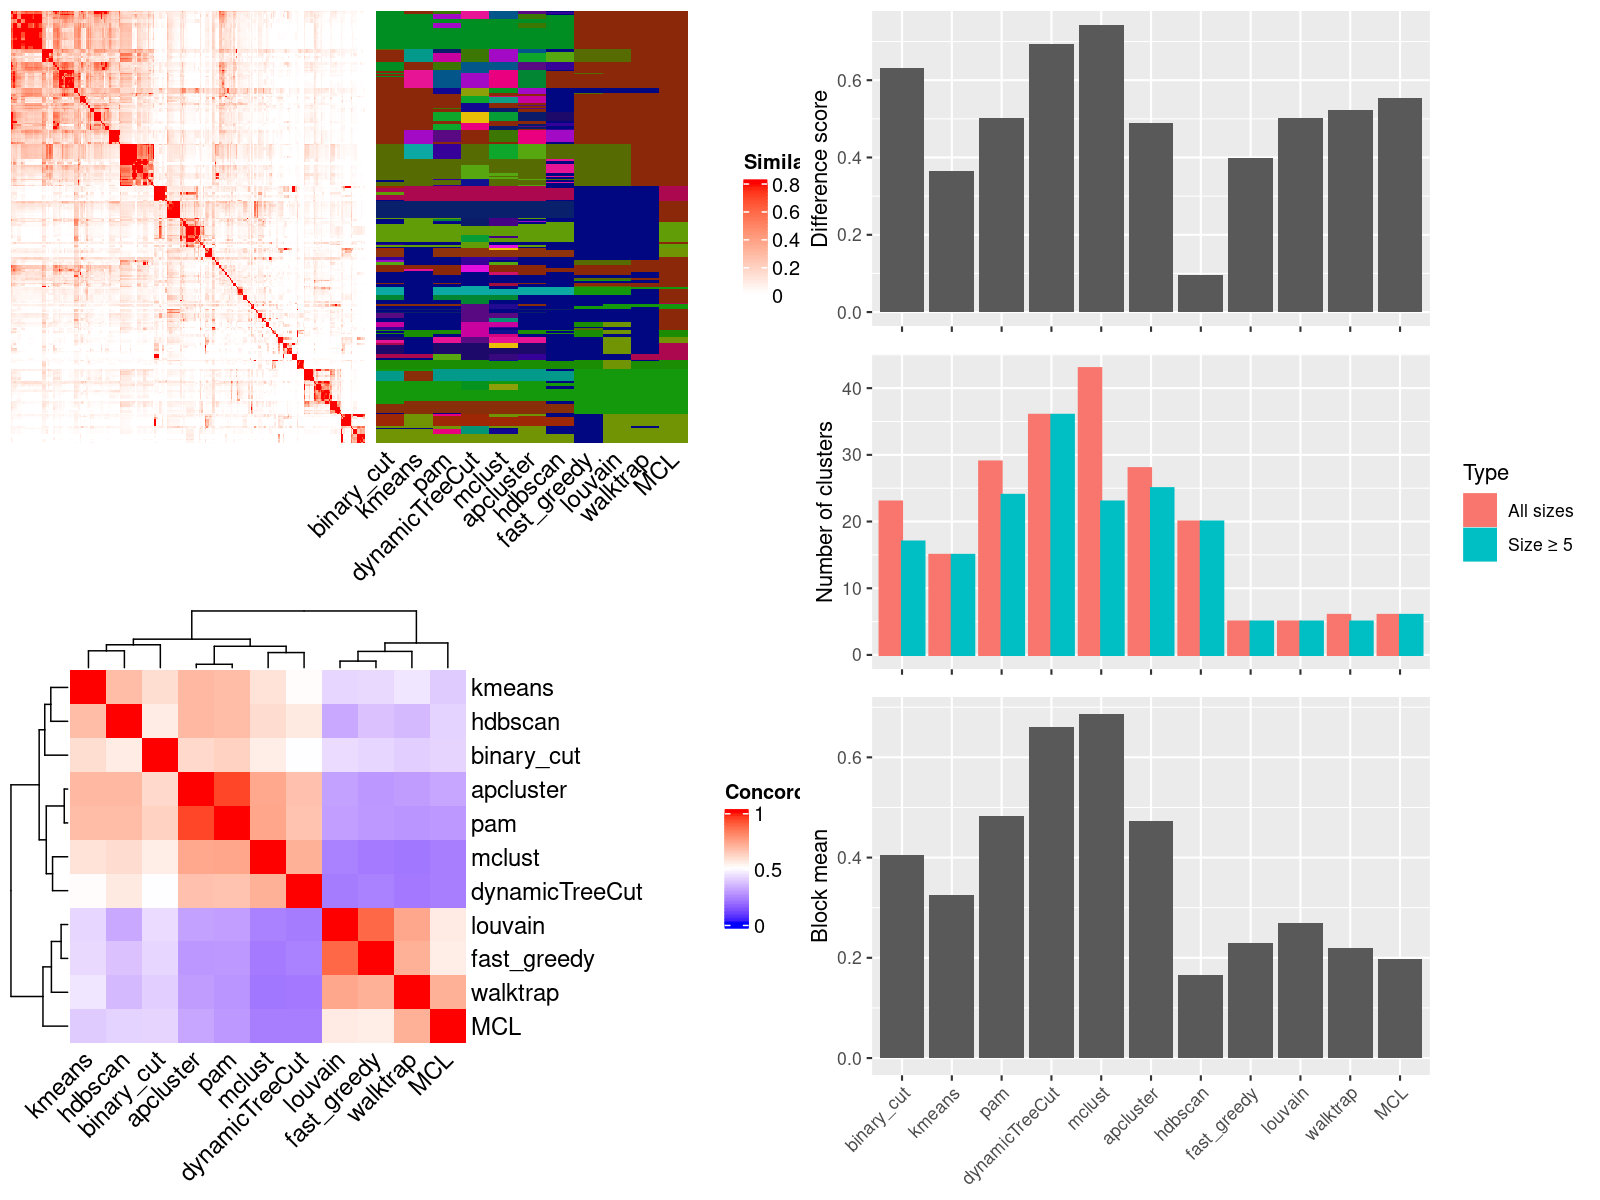 Simila
0.8
0.6
0.4
0.2
0
binary_cut
kmeans
pam
dynamicTreeCut
mclust
apcluster
hdbscan
fast_greedy
louvain
walktrap
MCL
kmeans
hdbscan
binary_cut
apcluster
pam
mclust
dynamicTreeCut
louvain
fast_greedy
walktrap
MCL
Concord
1
0.5
0
kmeans
hdbscan
binary_cut
apcluster
pam
mclust
dynamicTreeCut
louvain
fast_greedy
walktrap
MCL
Difference score
0.6
0.4
0.2
0.0
Number of clusters
40
30
20
10
0
Type
All sizes
Size ≥ 5
Block mean
0.6
0.4
0.2
0.0
binary_cut
kmeans
pam
dynamicTreeCut
mclust
apcluster
hdbscan
fast_greedy
louvain
walktrap
MCL